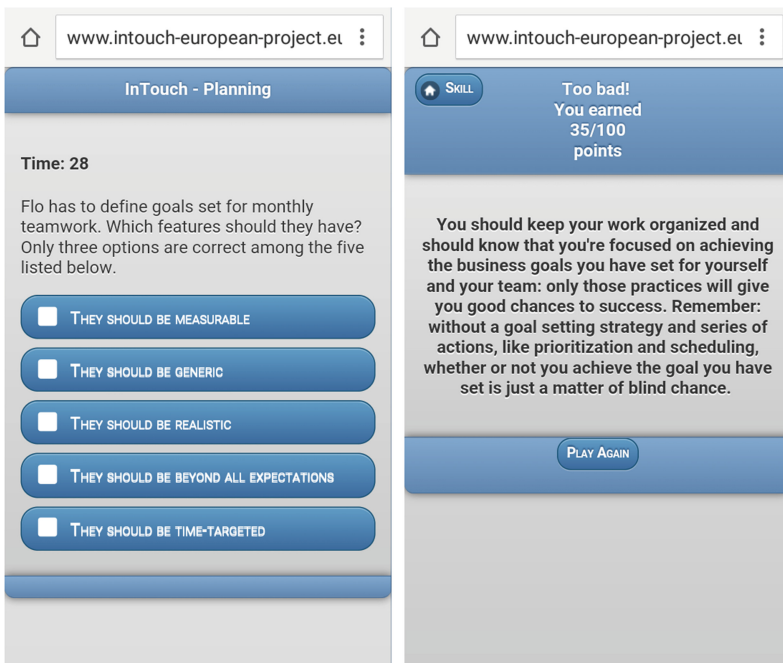 www.intouch-european-project.eu
InTouch - Planning
Time: 28
Flo has to define goals set for monthly
teamwork. Which features should they have?
Only three options are correct among the five
listed below.
They should be measurable
They should be generic
They should be realistic
They should be beyond all expectations
They should be time-targeted
www.intouch-european-project.eu
Skill
Too bad!
You earned
35/100
points
You should keep your work organized and
should know that you're focused on achieving
the business goals you have set for yourself
and your team: only those practices will give
you good chances to success. Remember:
without a goal setting strategy and series of
actions, like prioritization and scheduling,
whether or not you achieve the goal you have
set is just a matter of blind chance.
Play Again